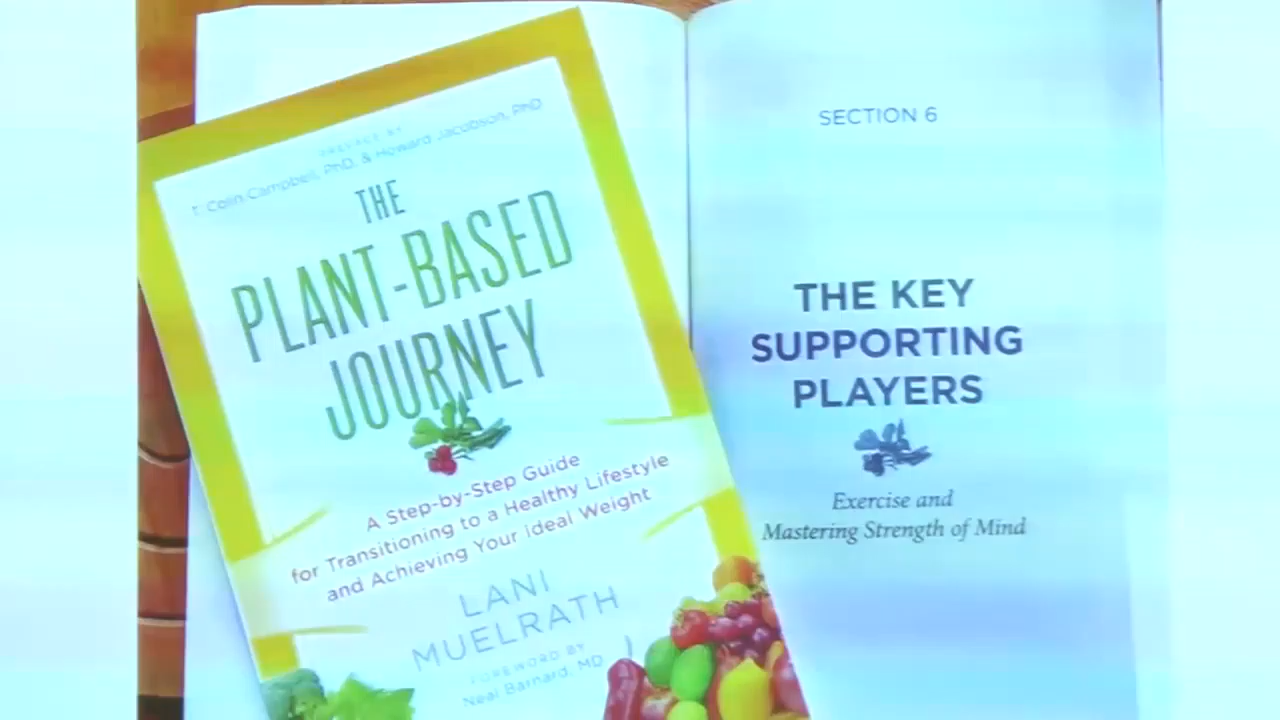 PREFACE BY
T. Colin Campbell, PhD, & Howard Jacobson, PhD
THE
PLANT-BASED
JOURNEY
A Step-by-Step Guide
for Transitioning to a Healthy Lifestyle
and Achieving Your Ideal Weight
LANI
MUELRATH
FOREWORD BY
Neal Barnard, MD
SECTION 6
THE KEY
SUPPORTING
PLAYERS
Exercise and
Mastering Strength of Mind